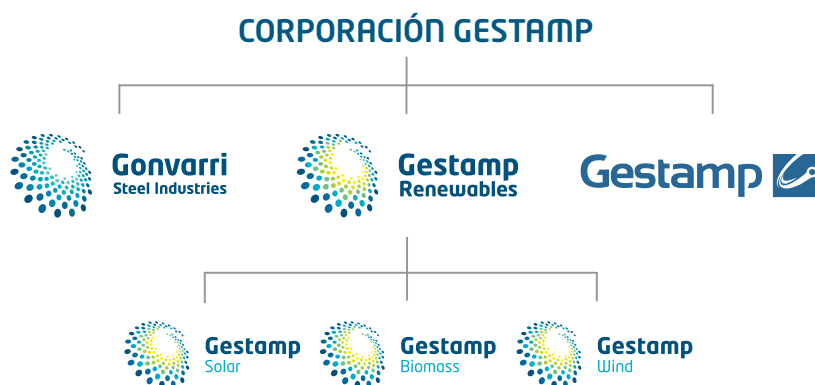 CORPORACIÓN GESTAMP
Gonvarri
Steel Industries
Gestamp
Renewables
Gestamp
Gestamp
Solar
Gestamp
Biomass
Gestamp
Wind